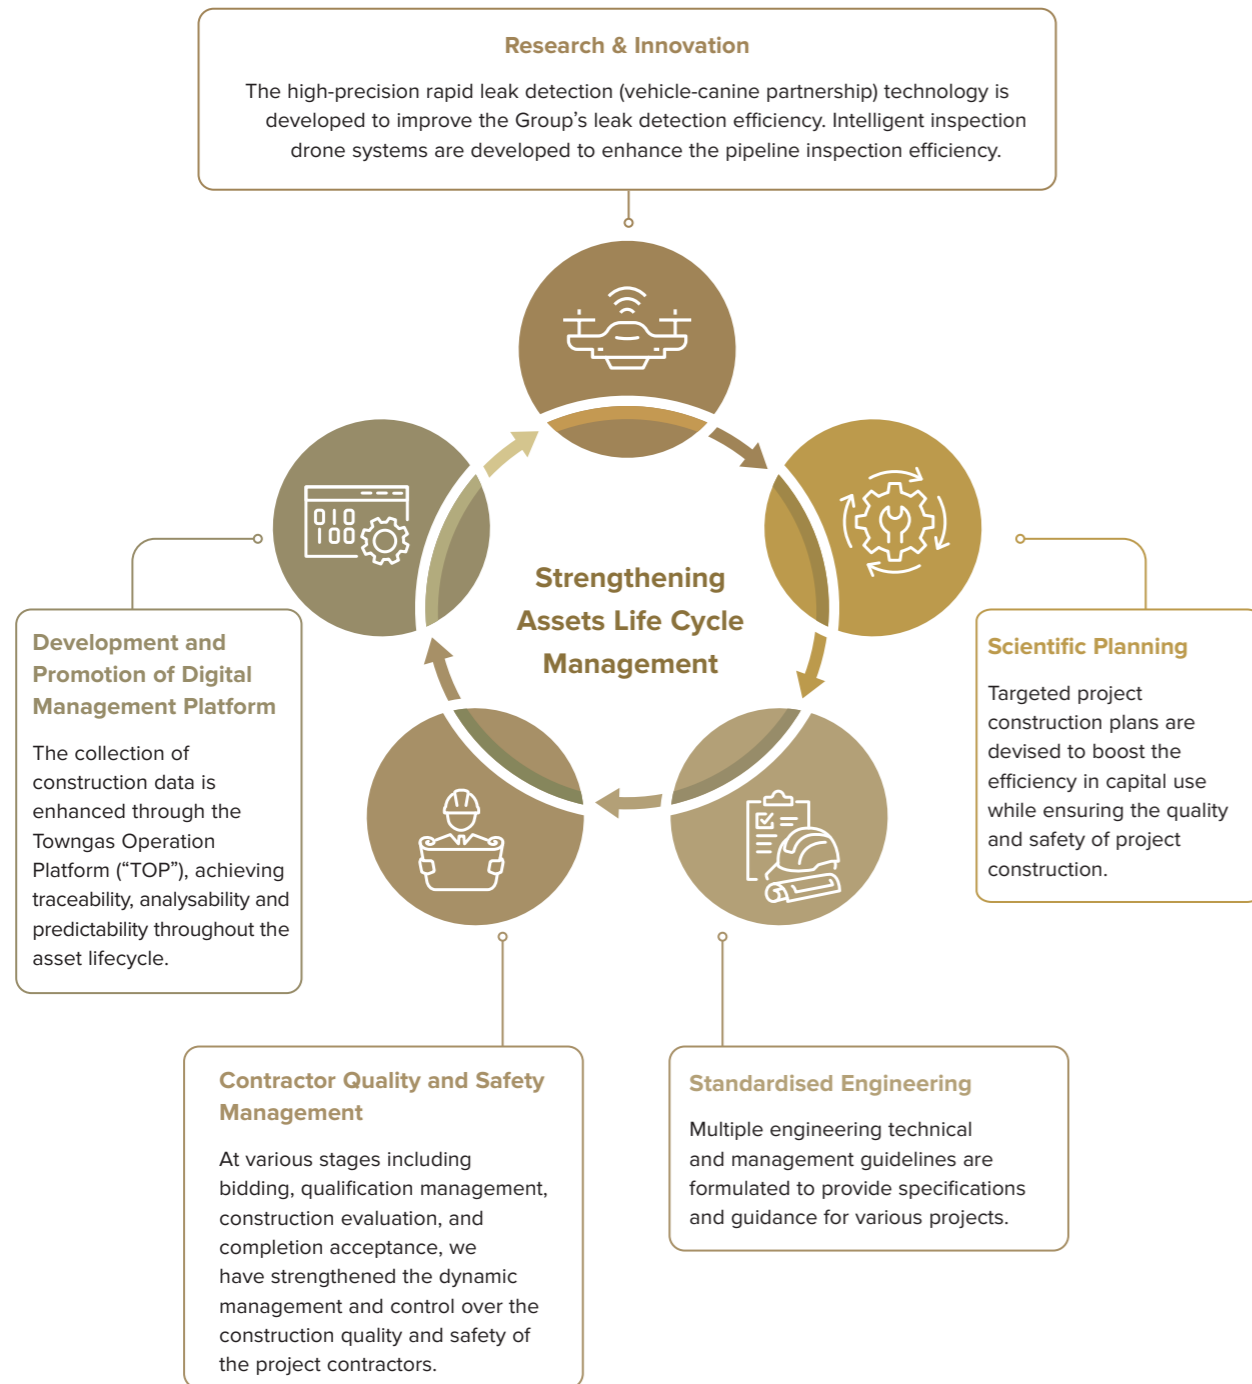 Research & Innovation
The high-precision rapid leak detection (vehicle-canine partnership) technology is
developed to improve the Group's leak detection efficiency. Intelligent inspection
drone systems are developed to enhance the pipeline inspection efficiency.
010
100
Strengthening
Assets Life Cycle
Management
Scientific Planning
Targeted project
construction plans are
devised to boost the
efficiency in capital use
while ensuring the quality
and safety of project
construction.
Development and
Promotion of Digital
Management Platform
The collection of
construction data is
enhanced through the
Towngas Operation
Platform (“TOP”), achieving
traceability, analysability and
predictability throughout the
asset lifecycle.
Contractor Quality and Safety
Management
At various stages including
bidding, qualification management,
construction evaluation, and
completion acceptance, we
have strengthened the dynamic
management and control over the
construction quality and safety of
the project contractors.
Standardised Engineering
Multiple engineering technical
and management guidelines are
formulated to provide specifications
and guidance for various projects.